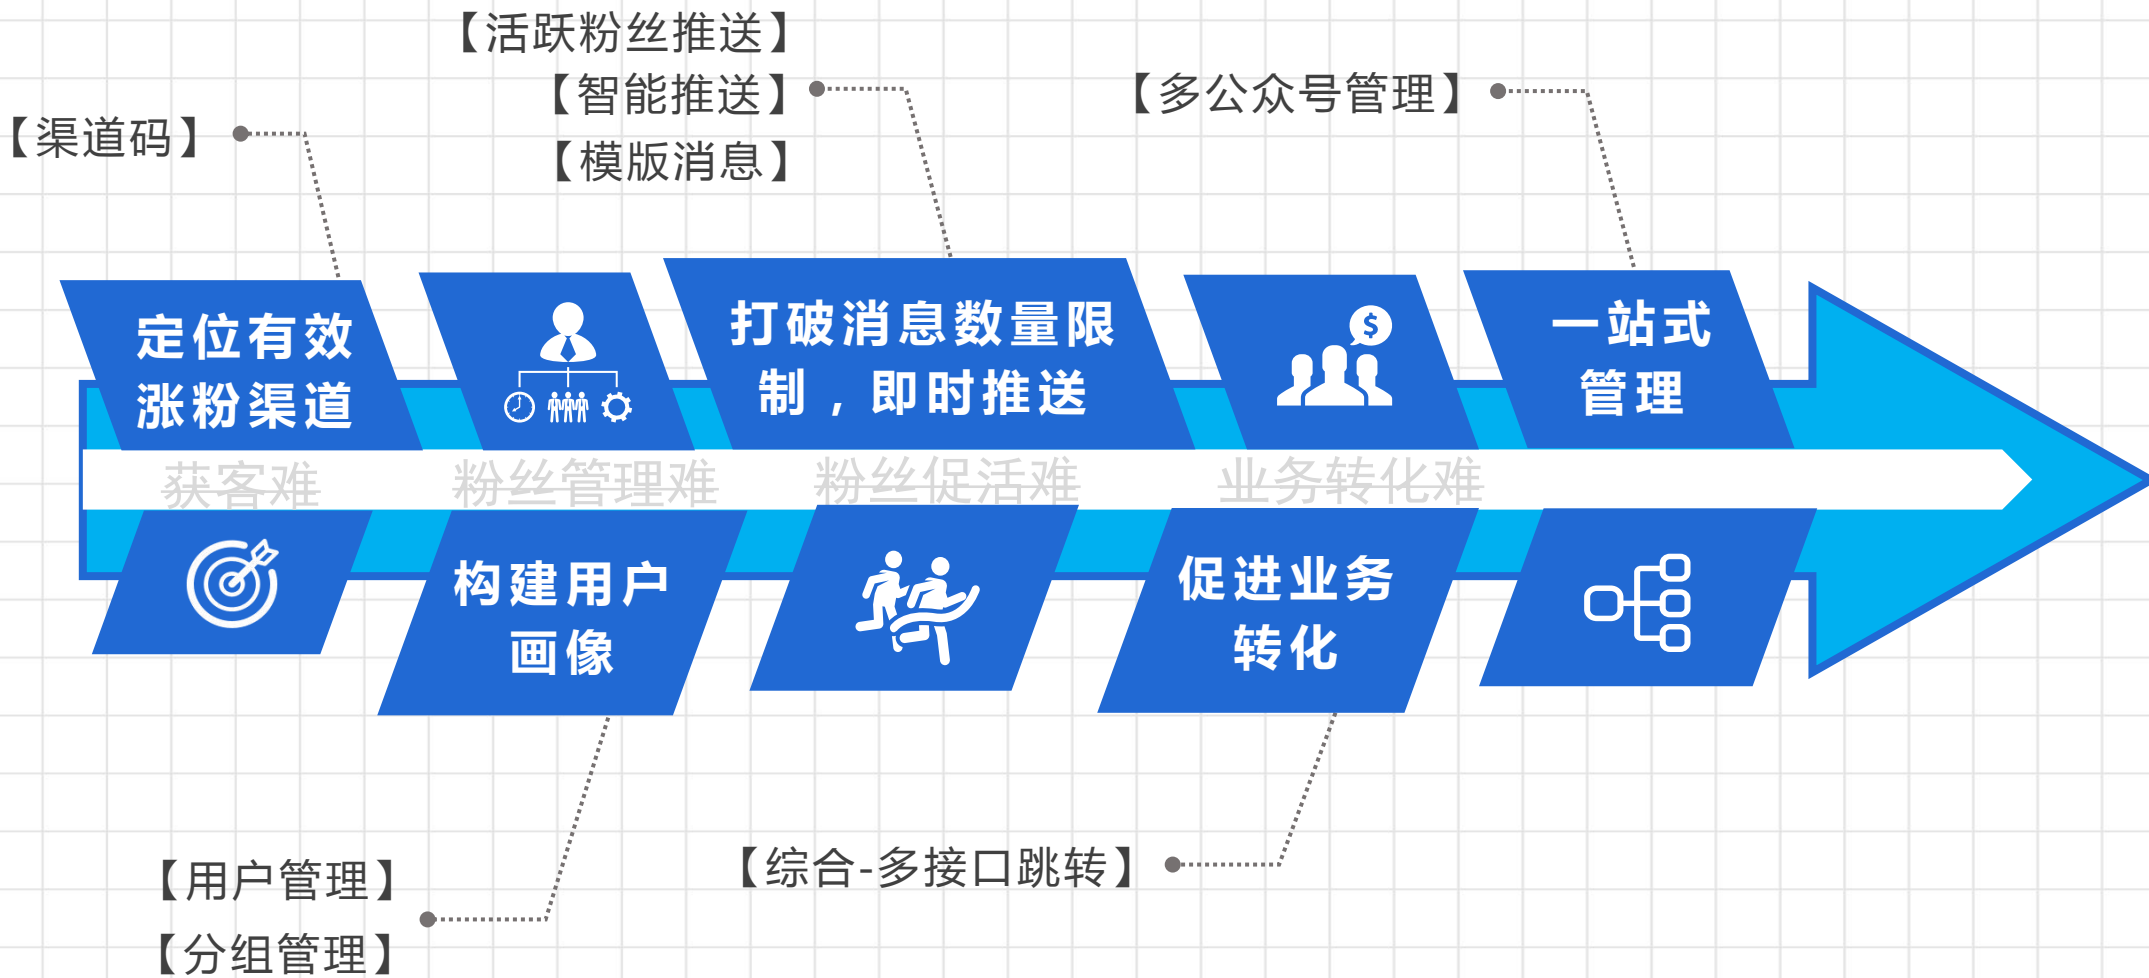 【活跃粉丝推送】
【智能推送】
【模版消息】
【多公众号管理】
【渠道码】
定位有效
涨粉渠道
打破消息数量限
制，即时推送
一站式
管理
获客难
粉丝管理难
粉丝促活难
业务转化难
构建用户
画像
促进业务
转化
【综合-多接口跳转】
【用户管理】
【分组管理】